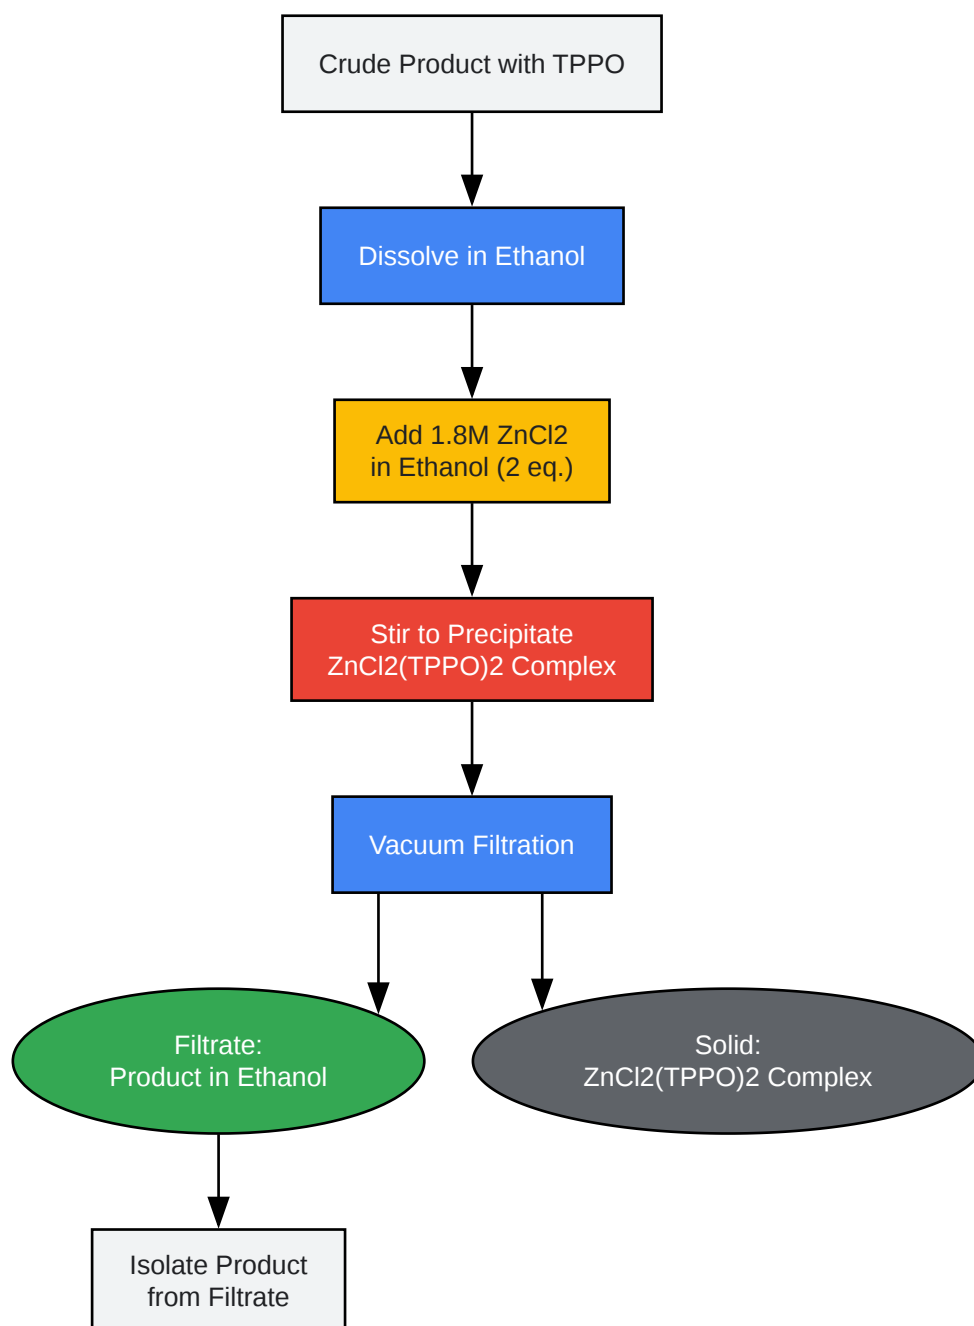 Crude Product with TPPO
Dissolve in Ethanol
Add 1.8M ZnCl2
in Ethanol (2 eq.)
Stir to Precipitate
ZnCl2(TPPO)2 Complex
Vacuum Filtration
Filtrate:
Product in Ethanol
Solid:
ZnCl2(TPPO)2 Complex
Isolate Product
from Filtrate